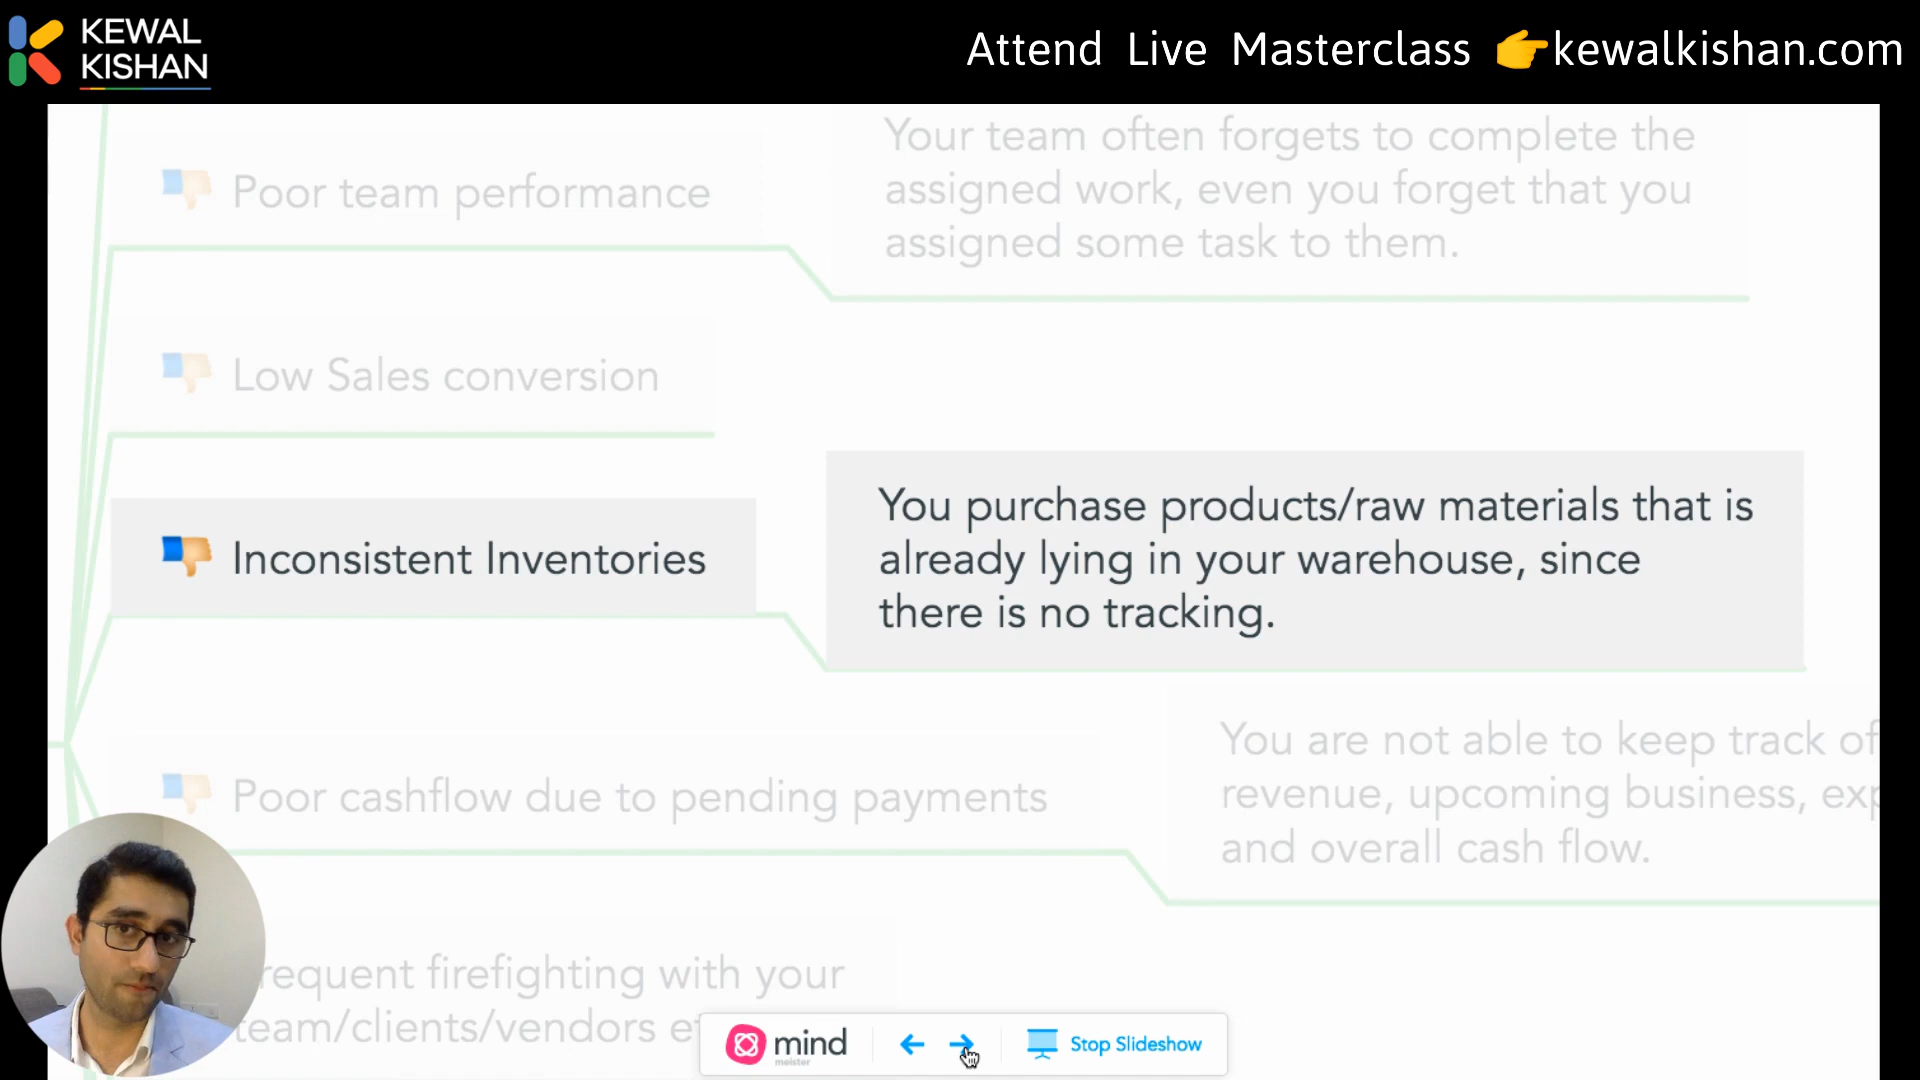 KEWAL
KISHAN
Attend Live Masterclass 👉kewalkishan.com
Your team often forgets to complete the
assigned work, even you forget that you
assigned some task to them.
👎 Poor team performance
👎 Low Sales conversion
👎 Inconsistent Inventories
You purchase products/raw materials that is
already lying in your warehouse, since
there is no tracking.
👎 Poor cashflow due to pending payments
You are not able to keep track of
revenue, upcoming business,
and overall cash flow.
firefighting with your
team/clients/vendors
mind
meister
Stop Slideshow